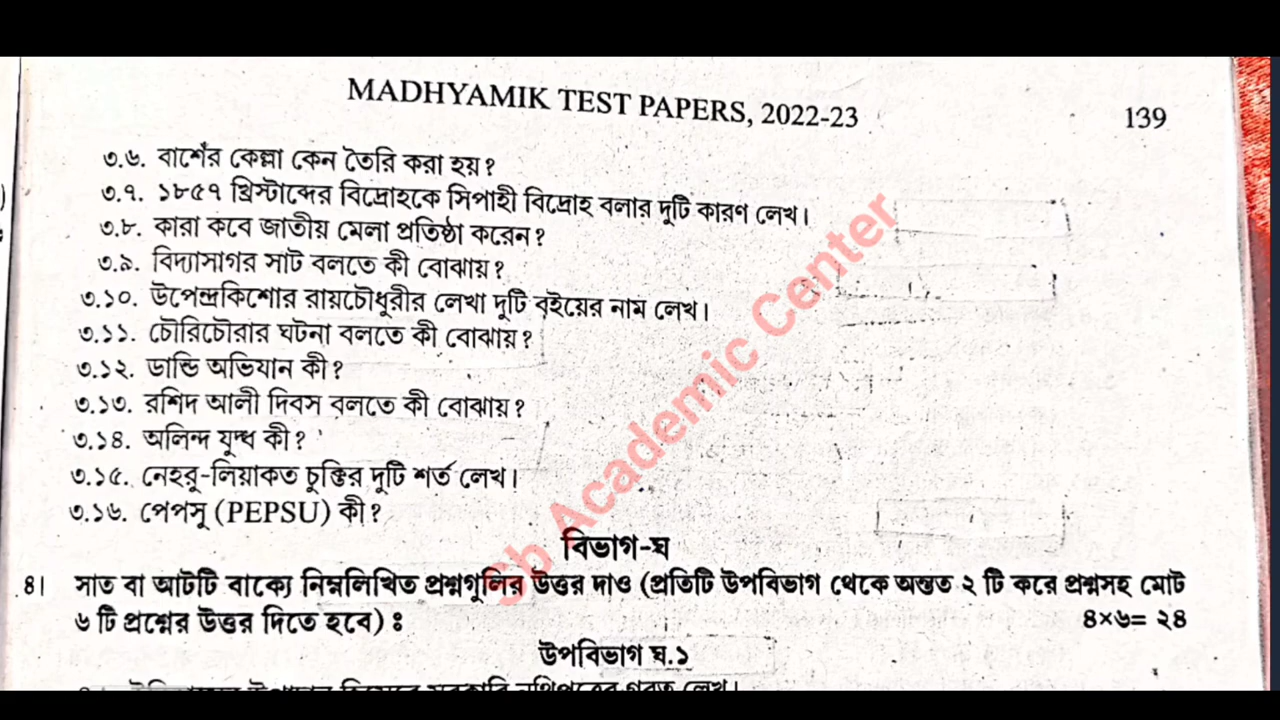 MADHYAMIK TEST PAPERS, 2022-23
139
৩.৬. বাশেঁর কেল্লা কেন তৈরি করা হয়?
৩.৭. ১৮৫৭ খ্রিস্টাব্দের বিদ্রোহকে সিপাহী বিদ্রোহ বলার দুটি কারণ লেখ।
৩.৮. কারা কবে জাতীয় মেলা প্রতিষ্ঠা করেন?
৩.৯. বিদ্যাসাগর সাট বলতে কী বোঝায়?
৩.১০. উপেন্দ্রকিশোর রায়চৌধুরীর লেখা দুটি বইয়ের নাম লেখ।
৩.১১. চৌরিচৌরার ঘটনা বলতে কী বোঝায়?
৩.১২. ডান্ডি অভিযান কী?
৩.১৩. রশিদ আলী দিবস বলতে কী বোঝায়?
৩.১৪. অলিন্দ যুদ্ধ কী?
৩.১৫. নেহরু-লিয়াকত চুক্তির দুটি শর্ত লেখ।
৩.১৬. পেপসু (PEPSU) কী?
বিভাগ-ঘ
৪। সাত বা আটটি বাক্যে নিম্নলিখিত প্রশ্নগুলির উত্তর দাও (প্রতিটি উপবিভাগ থেকে অন্তত ২ টি করে প্রশ্নসহ মোট
৬ টি প্রশ্নের উত্তর দিতে হবে) ঃ ৪×৬= ২৪
উপবিভাগ ঘ.১
Sb Academic Center